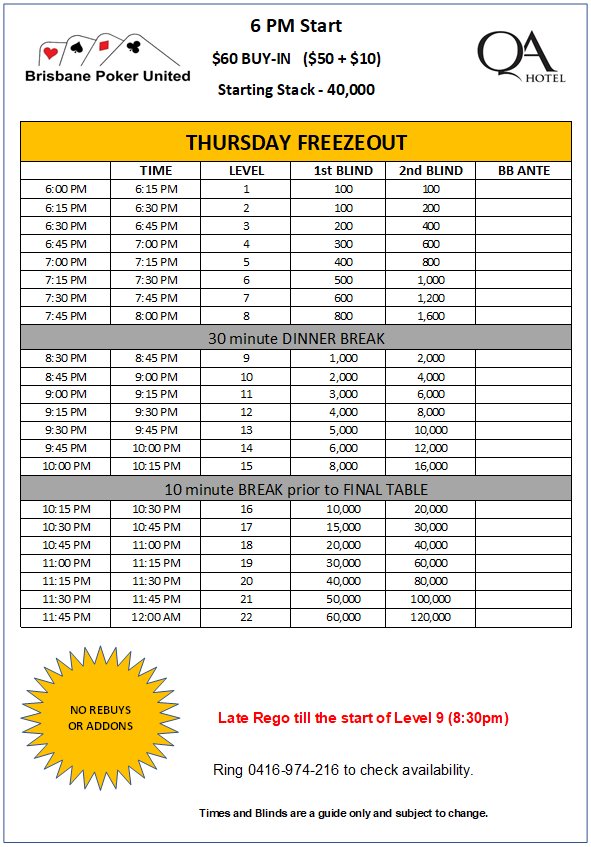 Brisbane Poker United
6 PM Start
$60 BUY-IN ($50 + $10)
Starting Stack - 40,000
QA
HOTEL
THURSDAY FREEZEOUT
TIME LEVEL 1st BLIND 2nd BLIND BB ANTE
6:00 PM 6:15 PM 1 100 100
6:15 PM 6:30 PM 2 100 200
6:30 PM 6:45 PM 3 200 400
6:45 PM 7:00 PM 4 300 600
7:00 PM 7:15 PM 5 400 800
7:15 PM 7:30 PM 6 500 1,000
7:30 PM 7:45 PM 7 600 1,200
7:45 PM 8:00 PM 8 800 1,600
30 minute DINNER BREAK
8:30 PM 8:45 PM 9 1,000 2,000
8:45 PM 9:00 PM 10 2,000 4,000
9:00 PM 9:15 PM 11 3,000 6,000
9:15 PM 9:30 PM 12 4,000 8,000
9:30 PM 9:45 PM 13 5,000 10,000
9:45 PM 10:00 PM 14 6,000 12,000
10:00 PM 10:15 PM 15 8,000 16,000
10 minute BREAK prior to FINAL TABLE
10:15 PM 10:30 PM 16 10,000 20,000
10:30 PM 10:45 PM 17 15,000 30,000
10:45 PM 11:00 PM 18 20,000 40,000
11:00 PM 11:15 PM 19 30,000 60,000
11:15 PM 11:30 PM 20 40,000 80,000
11:30 PM 11:45 PM 21 50,000 100,000
11:45 PM 12:00 AM 22 60,000 120,000
NO REBUYS
OR ADDONS
Late Rego till the start of Level 9 (8:30pm)
Ring 0416-974-216 to check availability.
Times and Blinds are a guide only and subject to change.